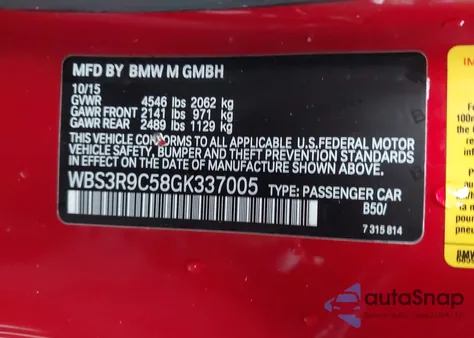 MFD BY BMW M GMBH
10/15
GVWR 4546 lbs 2062 kg
GAWR FRONT 2141 lbs 971 kg
GAWR REAR 2489 lbs 1129 kg
THIS VEHICLE CONFORMS TO ALL APPLICABLE U.S.FEDERAL MOTOR
VEHICLE SAFETY, BUMPER AND THEFT PREVENTION STANDARDS
IN EFFECT ON THE DATE OF MANUFACTURE SHOWN ABOVE.
WBS3R9C58GK337005 TYPE: PASSENGER CAR
B50/
7 315 814
BMW
autoSnap